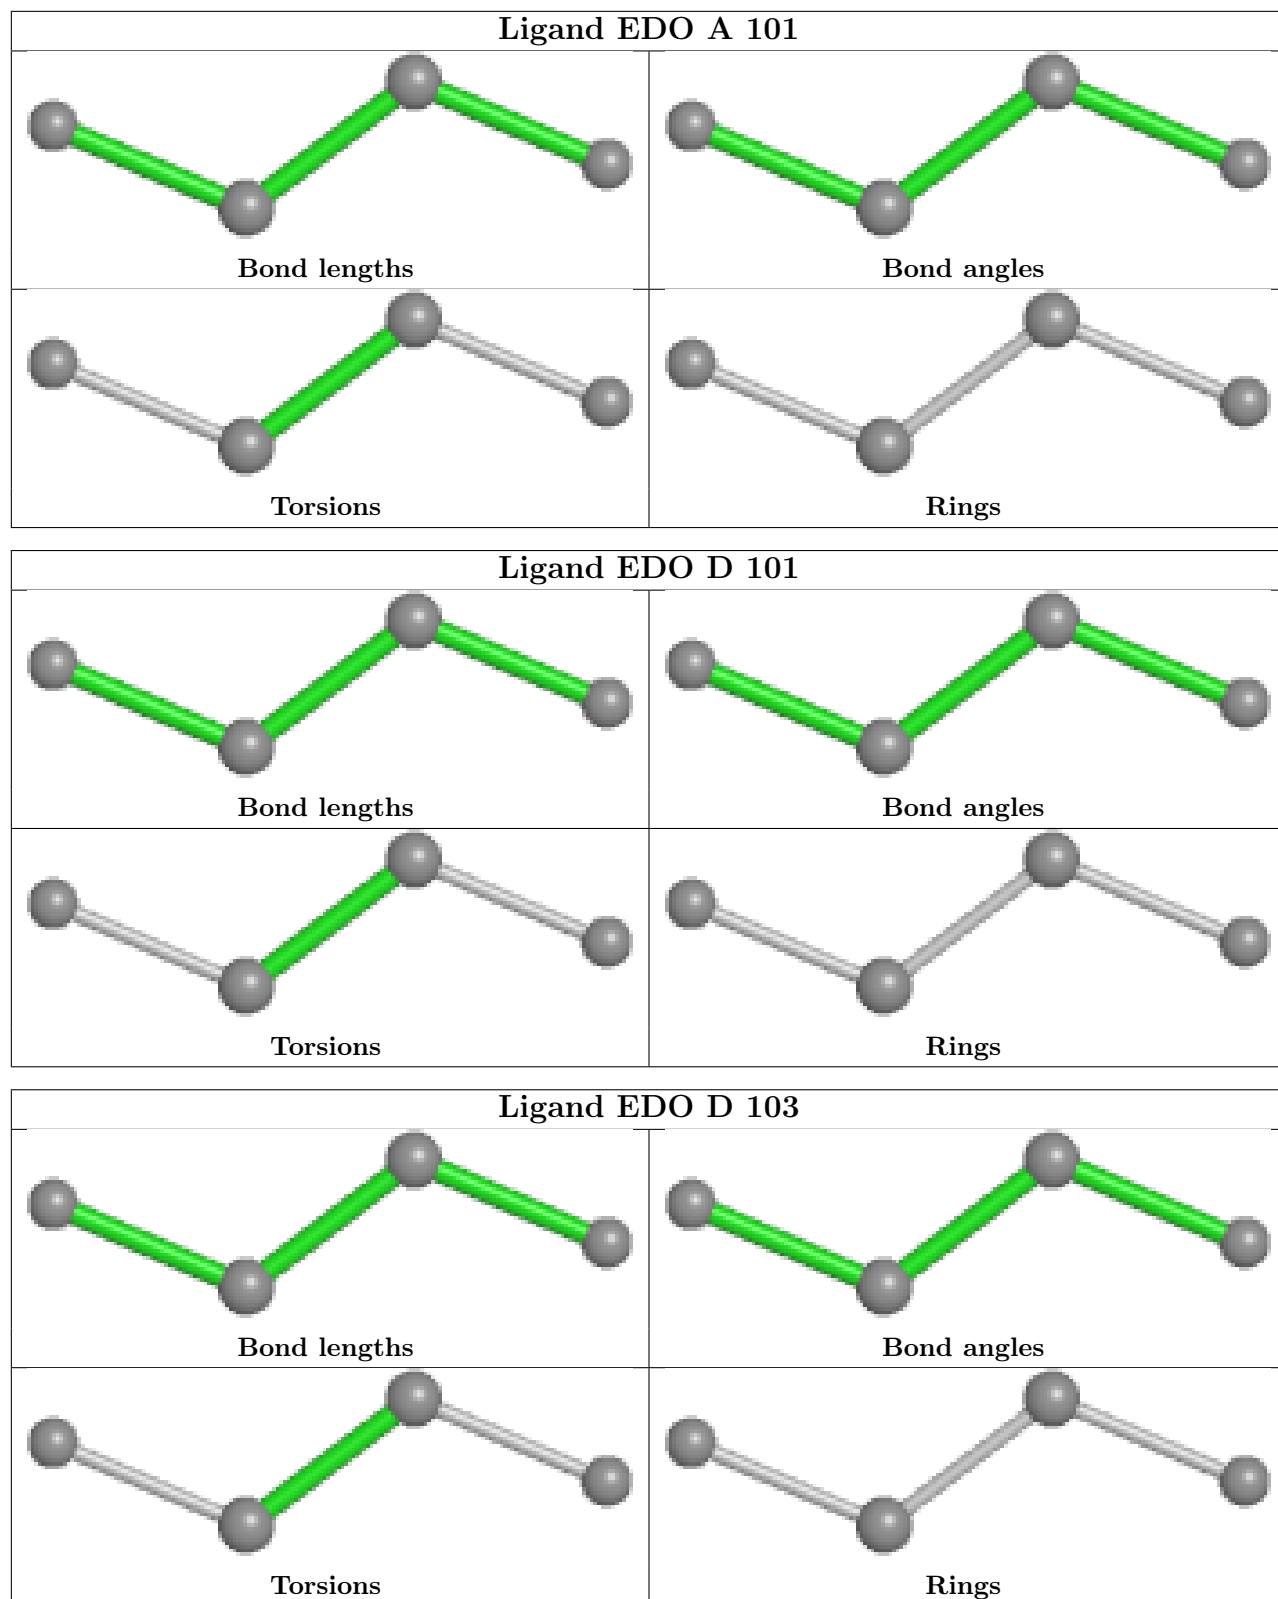 Ligand EDO A 101
Bond lengths
Bond angles
Torsions
Rings
Ligand EDO D 101
Bond lengths
Bond angles
Torsions
Rings
Ligand EDO D 103
Bond lengths
Bond angles
Torsions
Rings